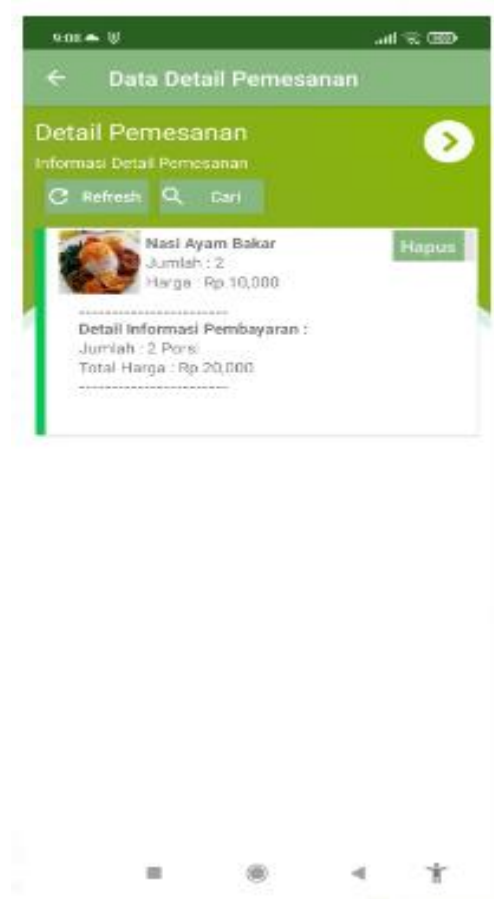 9:08
Data Detail Pemesanan
Detail Pemesanan
Informasi Detail Pemesanan
Refresh Cari
Nasi Ayam Bakar Hapus
Jumlah : 2
Harga : Rp.10,000
------------------------
Detail Informasi Pembayaran :
Jumlah : 2 Porsi
Total Harga : Rp.20,000
------------------------